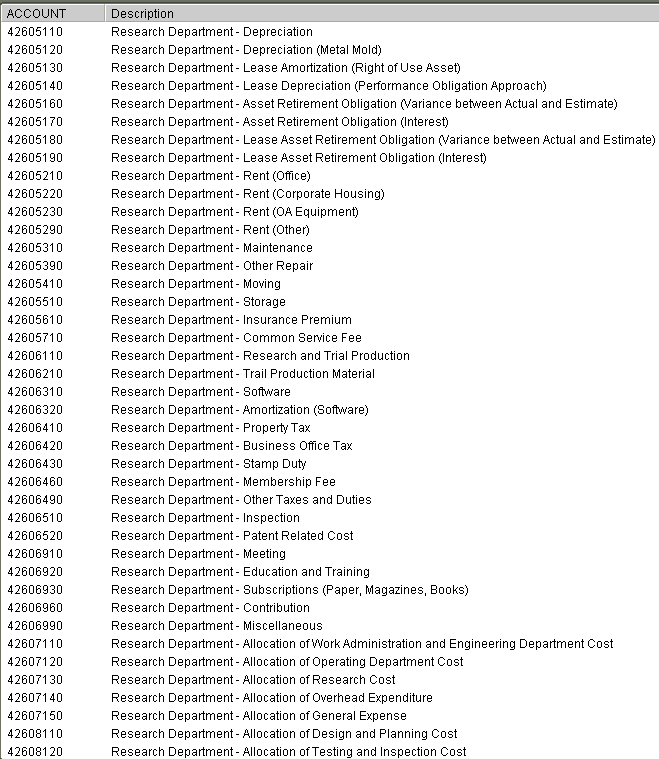 ACCOUNT Description
42605110 Research Department - Depreciation
42605120 Research Department - Depreciation (Metal Mold)
42605130 Research Department - Lease Amortization (Right of Use Asset)
42605140 Research Department - Lease Depreciation (Performance Obligation Approach)
42605160 Research Department - Asset Retirement Obligation (Variance between Actual and Estimate)
42605170 Research Department - Asset Retirement Obligation (Interest)
42605180 Research Department - Lease Asset Retirement Obligation (Variance between Actual and Estimate)
42605190 Research Department - Lease Asset Retirement Obligation (Interest)
42605210 Research Department - Rent (Office)
42605220 Research Department - Rent (Corporate Housing)
42605230 Research Department - Rent (OA Equipment)
42605290 Research Department - Rent (Other)
42605310 Research Department - Maintenance
42605390 Research Department - Other Repair
42605410 Research Department - Moving
42605510 Research Department - Storage
42605610 Research Department - Insurance Premium
42605710 Research Department - Common Service Fee
42606110 Research Department - Research and Trial Production
42606210 Research Department - Trail Production Material
42606310 Research Department - Software
42606320 Research Department - Amortization (Software)
42606410 Research Department - Property Tax
42606420 Research Department - Business Office Tax
42606430 Research Department - Stamp Duty
42606460 Research Department - Membership Fee
42606490 Research Department - Other Taxes and Duties
42606510 Research Department - Inspection
42606520 Research Department - Patent Related Cost
42606910 Research Department - Meeting
42606920 Research Department - Education and Training
42606930 Research Department - Subscriptions (Paper, Magazines, Books)
42606960 Research Department - Contribution
42606990 Research Department - Miscellaneous
42607110 Research Department - Allocation of Work Administration and Engineering Department Cost
42607120 Research Department - Allocation of Operating Department Cost
42607130 Research Department - Allocation of Research Cost
42607140 Research Department - Allocation of Overhead Expenditure
42607150 Research Department - Allocation of General Expense
42608110 Research Department - Allocation of Design and Planning Cost
42608120 Research Department - Allocation of Testing and Inspection Cost